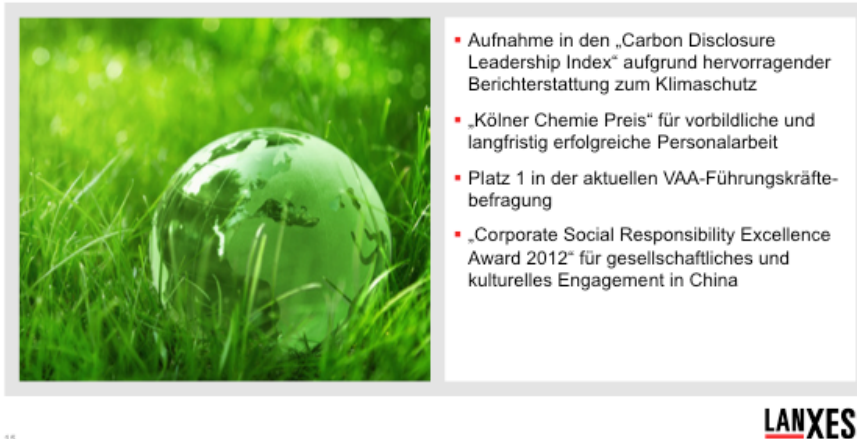 ▪ Aufnahme in den „Carbon Disclosure
Leadership Index“ aufgrund hervorragender
Berichterstattung zum Klimaschutz
▪ „Kölner Chemie Preis“ für vorbildliche und
langfristig erfolgreiche Personalarbeit
▪ Platz 1 in der aktuellen VAA-Führungskräfte-
befragung
▪ „Corporate Social Responsibility Excellence
Award 2012“ für gesellschaftliches und
kulturelles Engagement in China
LANXES